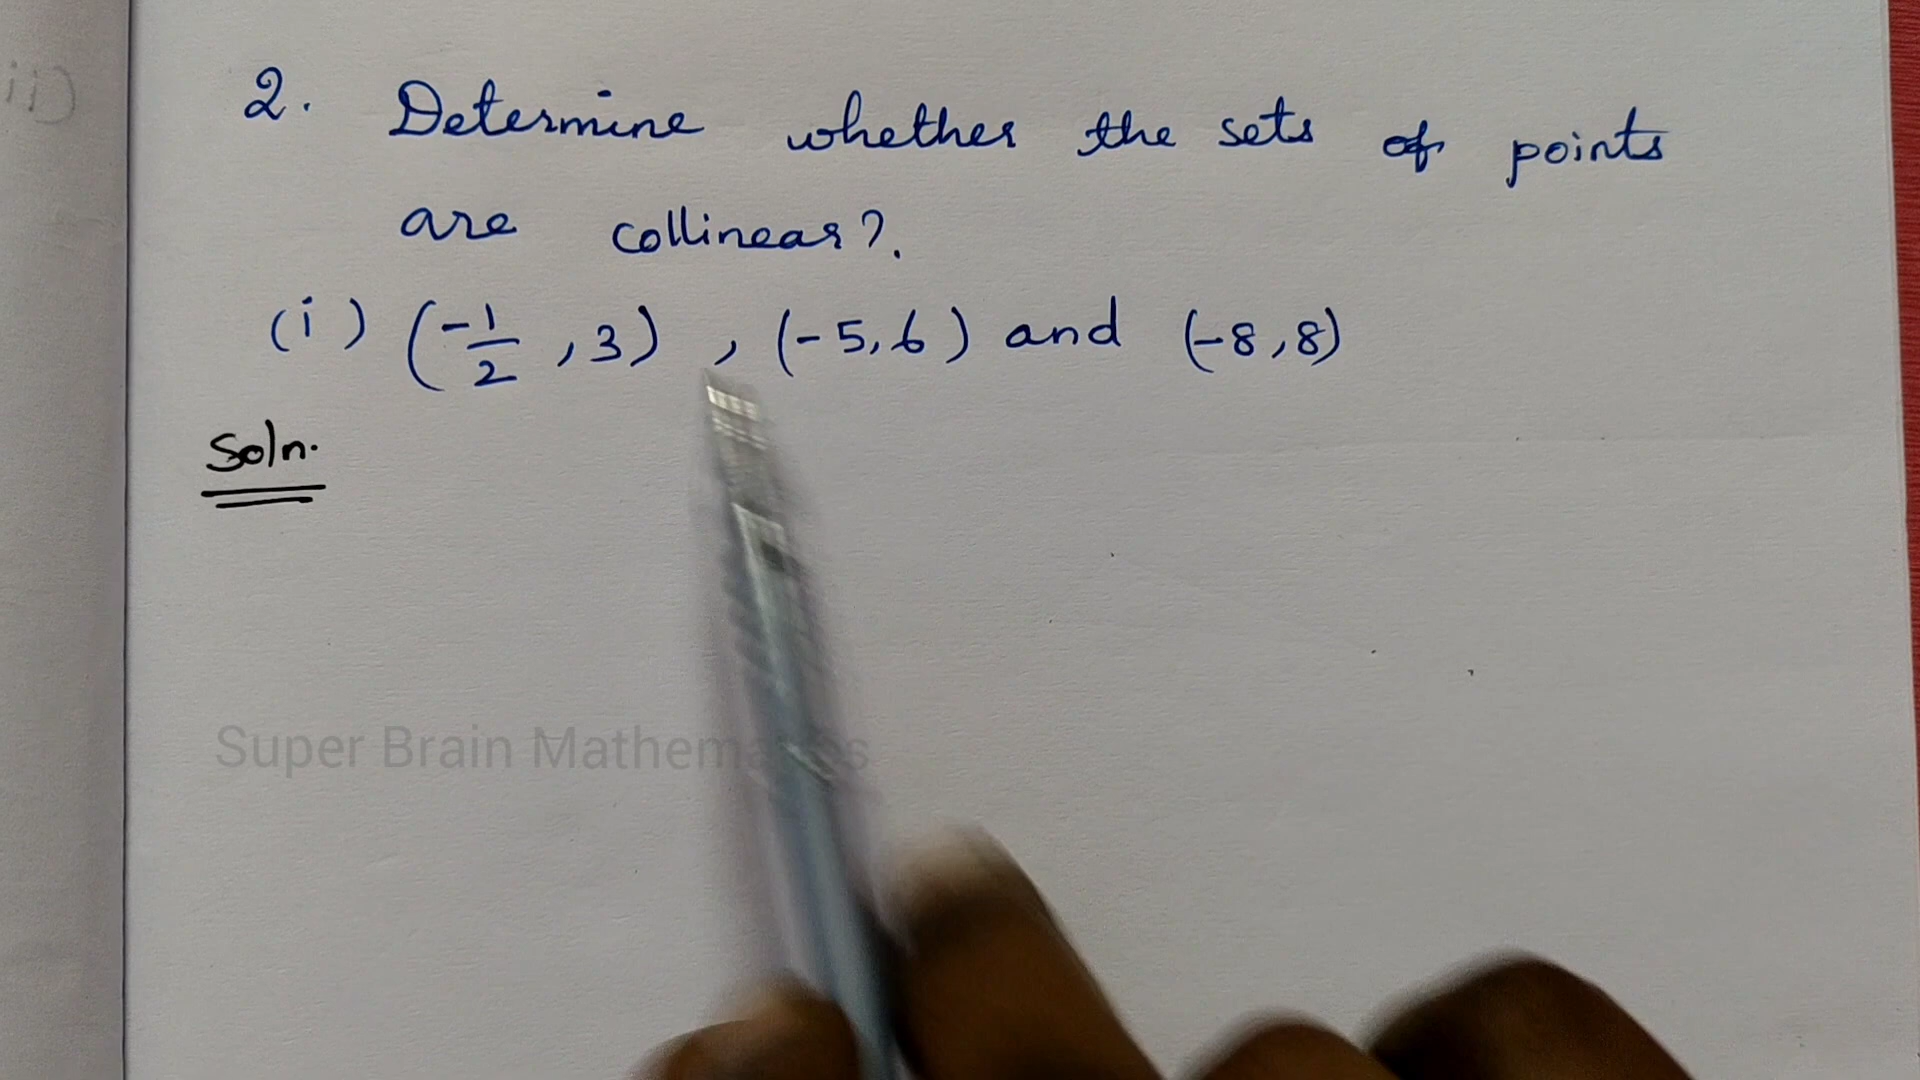 2. Determine whether the sets of points
are collinear?.
(i) (-1/2, 3), (-5, 6) and (-8, 8)
Soln.
Super Brain Mathematics